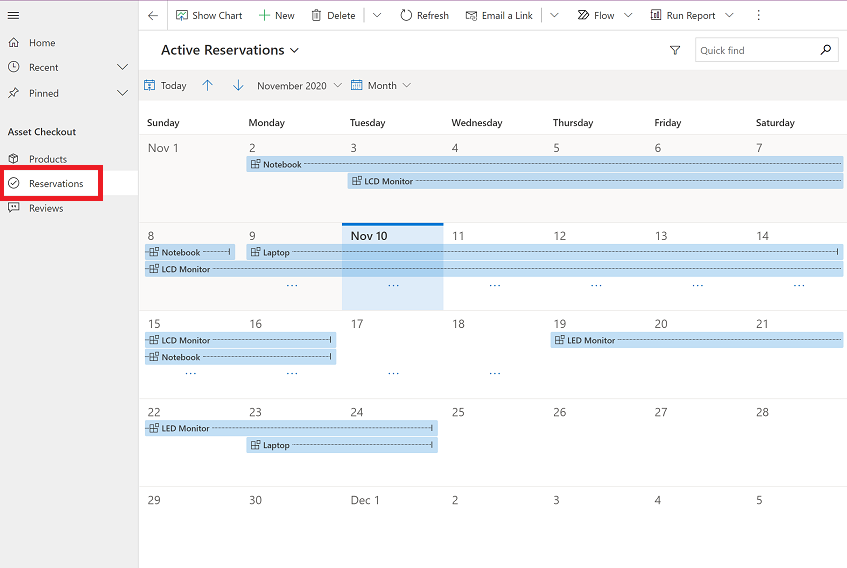 Show Chart New Delete Refresh Email a Link Flow Run Report
Home
Recent
Pinned
Asset Checkout
Products
Reservations
Reviews
Active Reservations
Quick find
Today November 2020 Month
Sunday Monday Tuesday Wednesday Thursday Friday Saturday
Nov 1 2 3 4 5 6 7
Notebook
LCD Monitor
8 9 Nov 10 11 12 13 14
Notebook Laptop
LCD Monitor
... ... ... ... ... ...
15 16 17 18 19 20 21
LCD Monitor LED Monitor
Notebook
... ... ... ...
22 23 24 25 26 27 28
LED Monitor
Laptop
29 30 Dec 1 2 3 4 5